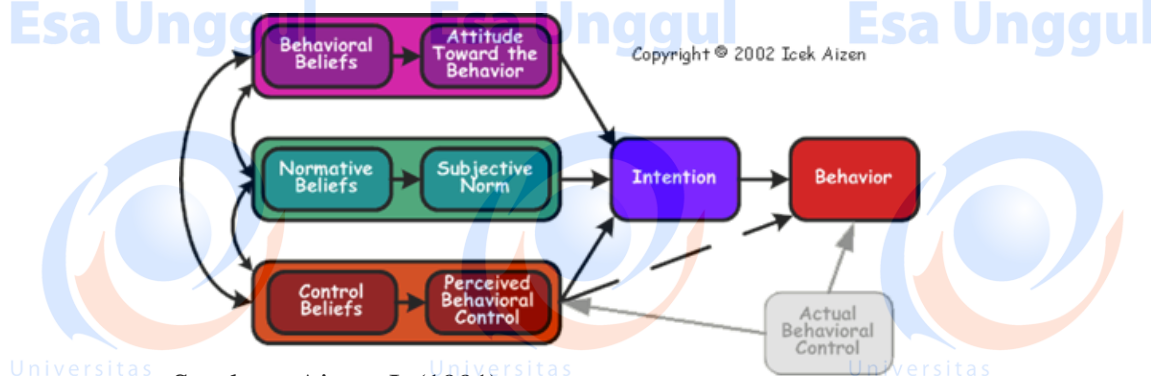 Esa Unggul
Esa Unggul
Esa Unggul
Behavioral
Beliefs
Attitude
Toward the
Behavior
Copyright © 2002 Icek Aizen
Normative
Beliefs
Subjective
Norm
Intention
Behavior
Control
Beliefs
Perceived
Behavioral
Control
Actual
Behavioral
Control
Universitas
Universitas
Universitas